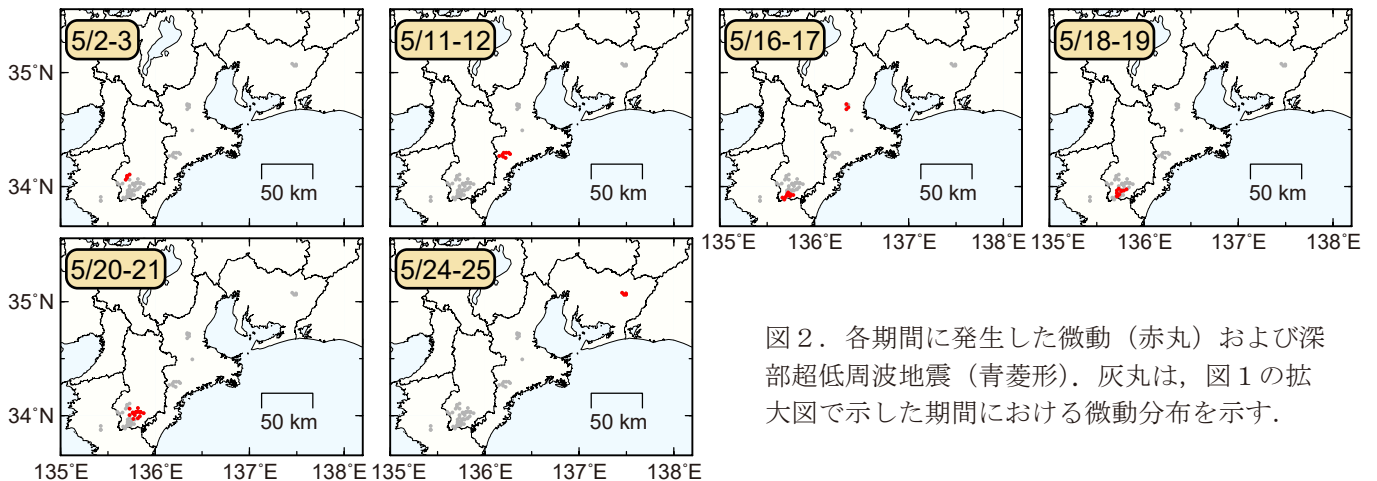 5/2-3
5/11-12
5/16-17
5/18-19
35°N
34°N
50 km
50 km
50 km
50 km
135°E
136°E
137°E
138°E
135°E
136°E
137°E
138°E
5/20-21
5/24-25
35°N
34°N
50 km
50 km
135°E
136°E
137°E
138°E
135°E
136°E
137°E
138°E
図２．各期間に発生した微動（赤丸）および深
部超低周波地震（青菱形）．灰丸は，図１の拡
大図で示した期間における微動分布を示す．